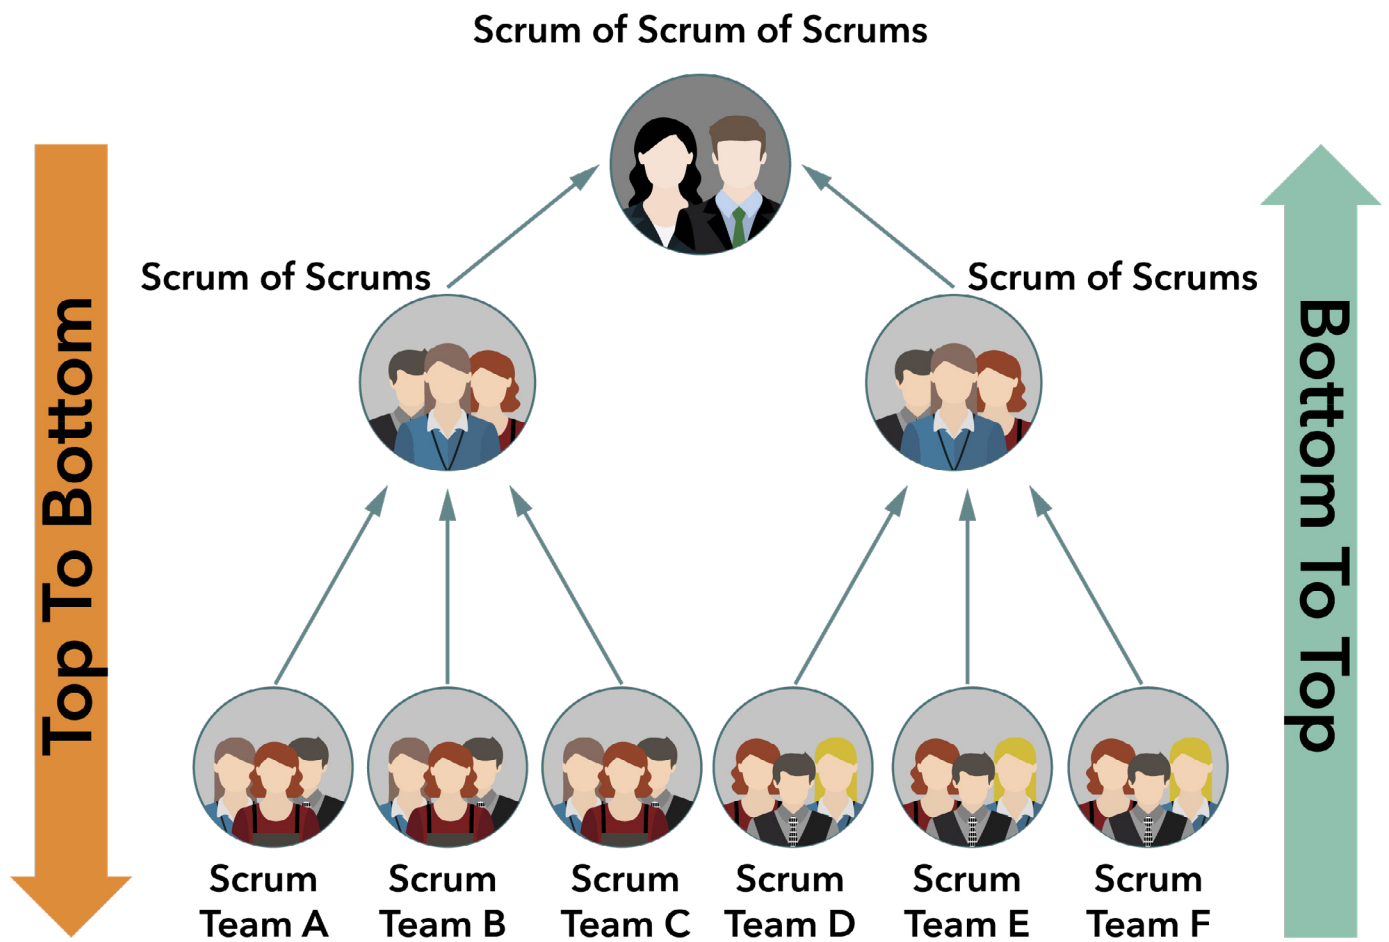 Scrum of Scrum of Scrums
Scrum of Scrums
Scrum of Scrums
Top To Bottom
Bottom To Top
Scrum
Team A
Scrum
Team B
Scrum
Team C
Scrum
Team D
Scrum
Team E
Scrum
Team F